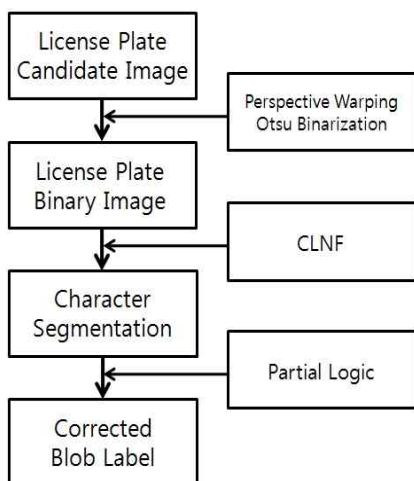 License Plate
Candidate Image
Perspective Warping
Otsu Binarization
License Plate
Binary Image
CLNF
Character
Segmentation
Partial Logic
Corrected
Blob Label